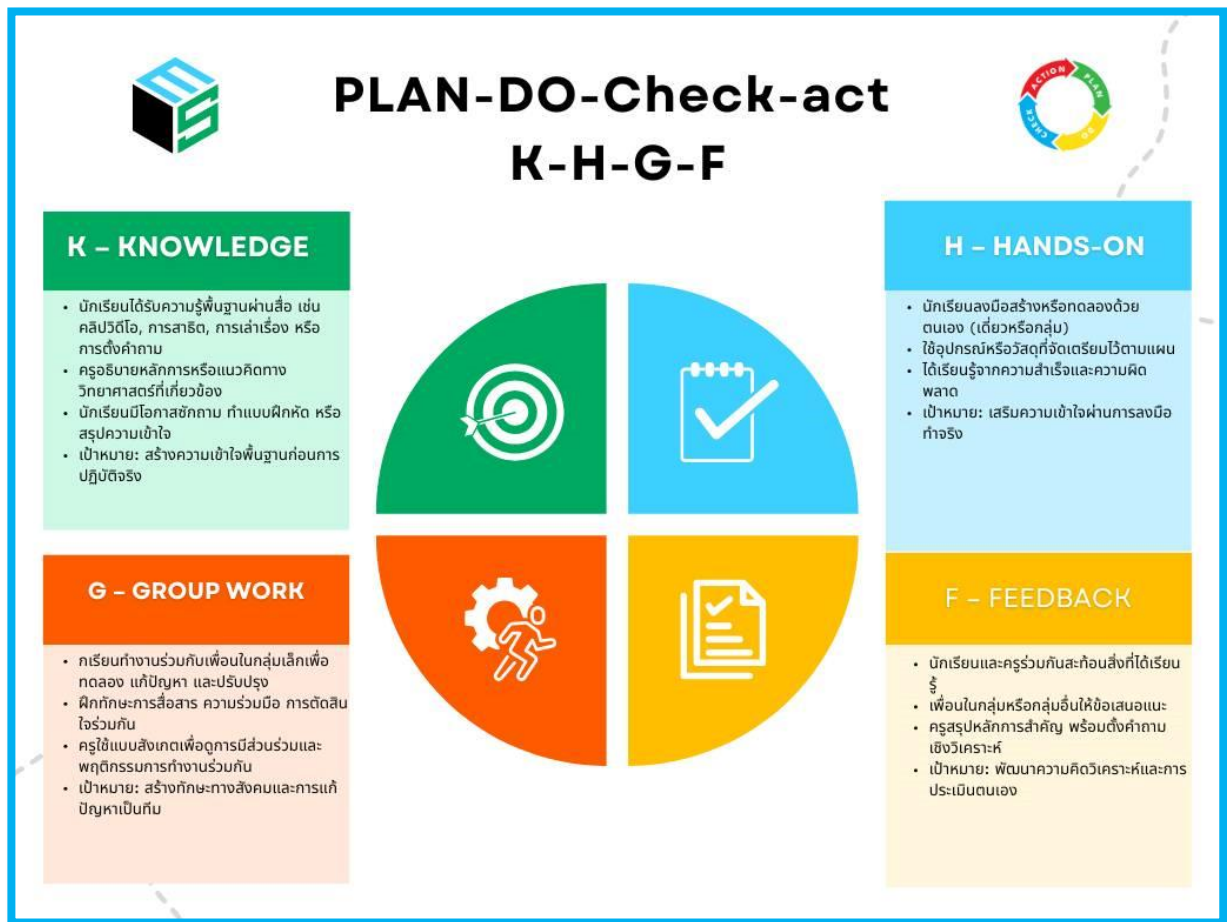 PLAN-DO-Check-act
K-H-G-F
ACTION
PLAN
DO
CHECK
K – KNOWLEDGE
• นักเรียนได้รับความรู้พื้นฐานผ่านสื่อ เช่น
คลิปวิดีโอ, การสาธิต, การเล่าเรื่อง หรือ
การตั้งคำถาม
• ครูอธิบายหลักการหรือแนวคิดทาง
วิทยาศาสตร์ที่เกี่ยวข้อง
• นักเรียนมีโอกาสซักถาม ทำแบบฝึกหัด หรือ
สรุปความเข้าใจ
• เป้าหมาย: สร้างความเข้าใจพื้นฐานก่อนการ
ปฏิบัติจริง
H – HANDS-ON
• นักเรียนลงมือสร้างหรือทดลองด้วย
ตนเอง (เดี่ยวหรือกลุ่ม)
• ใช้อุปกรณ์หรือวัสดุที่จัดเตรียมไว้ตามแผน
• ได้เรียนรู้จากความสำเร็จและความผิด
พลาด
• เป้าหมาย: เสริมความเข้าใจผ่านการลงมือ
ทำจริง
G – GROUP WORK
• กเรียนทำงานร่วมกับเพื่อนในกลุ่มเล็กเพื่อ
ทดลอง แก้ปัญหา และปรับปรุง
• ฝึกทักษะการสื่อสาร ความร่วมมือ การตัดสิน
ใจร่วมกัน
• ครูใช้แบบสังเกตเพื่อดูการมีส่วนร่วมและ
พฤติกรรมการทำงานร่วมกัน
• เป้าหมาย: สร้างทักษะทางสังคมและการแก้
ปัญหาเป็นทีม
F – FEEDBACK
• นักเรียนและครูร่วมกันสะท้อนสิ่งที่ได้เรียน
รู้
• เพื่อนในกลุ่มหรือกลุ่มอื่นให้ข้อเสนอแนะ
• ครูสรุปหลักการสำคัญ พร้อมตั้งคำถาม
เชิงวิเคราะห์
• เป้าหมาย: พัฒนาความคิดวิเคราะห์และการ
ประเมินตนเอง